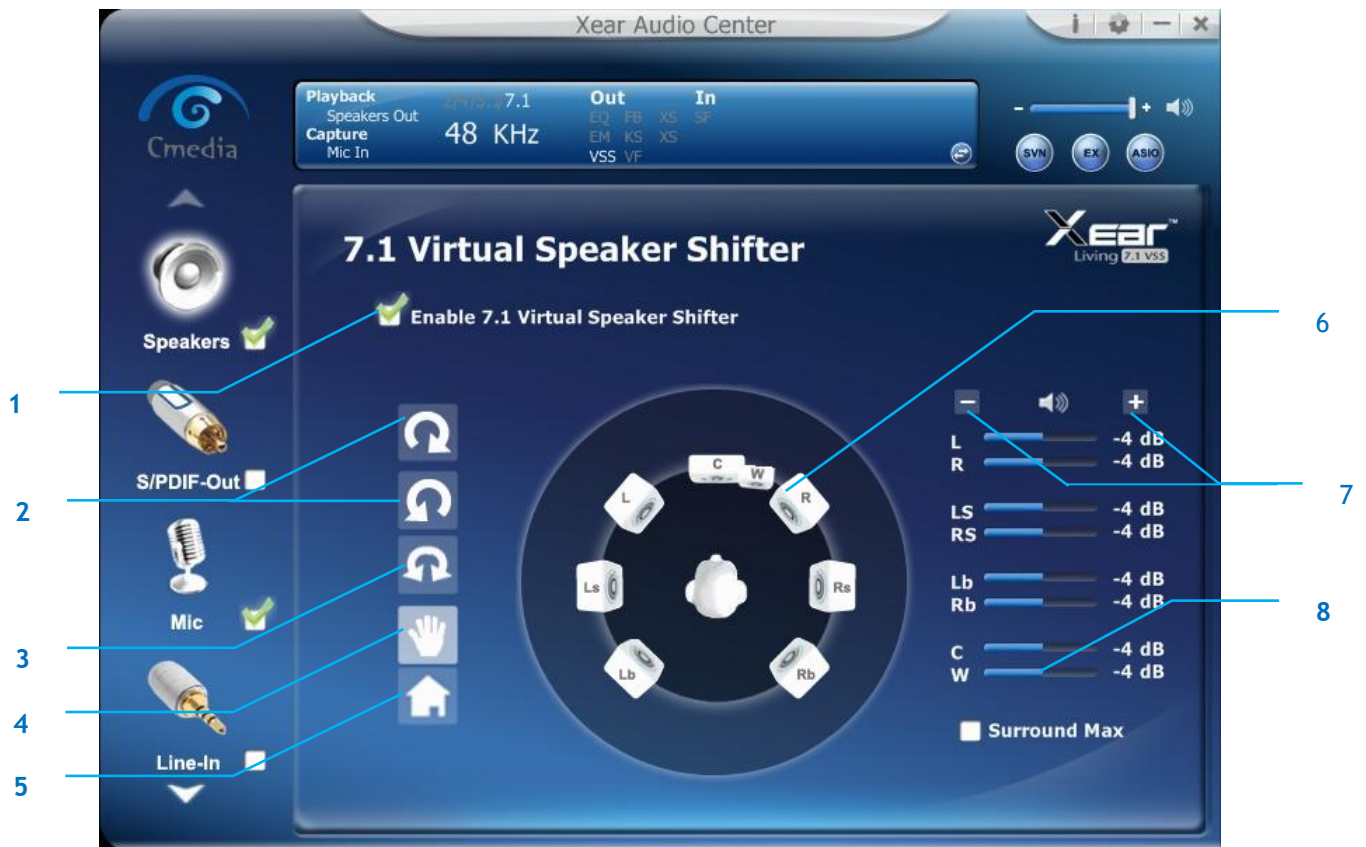 Xear Audio Center
i
Cmedia
Playback
Speakers Out
Capture
Mic In
7.1
48 KHz
Out In
EQ FB XS SF
EM KS XS
VSS VF
- +
SVN EX ASIO
7.1 Virtual Speaker Shifter
Xear™
Living 7.1 VSS
Enable 7.1 Virtual Speaker Shifter
Speakers
S/PDIF-Out
Mic
Line-In
1
2
3
4
5
6
7
8
C
W
L
R
Ls
Rs
Lb
Rb
- +
L -4 dB
R -4 dB
LS -4 dB
RS -4 dB
Lb -4 dB
Rb -4 dB
C -4 dB
W -4 dB
Surround Max